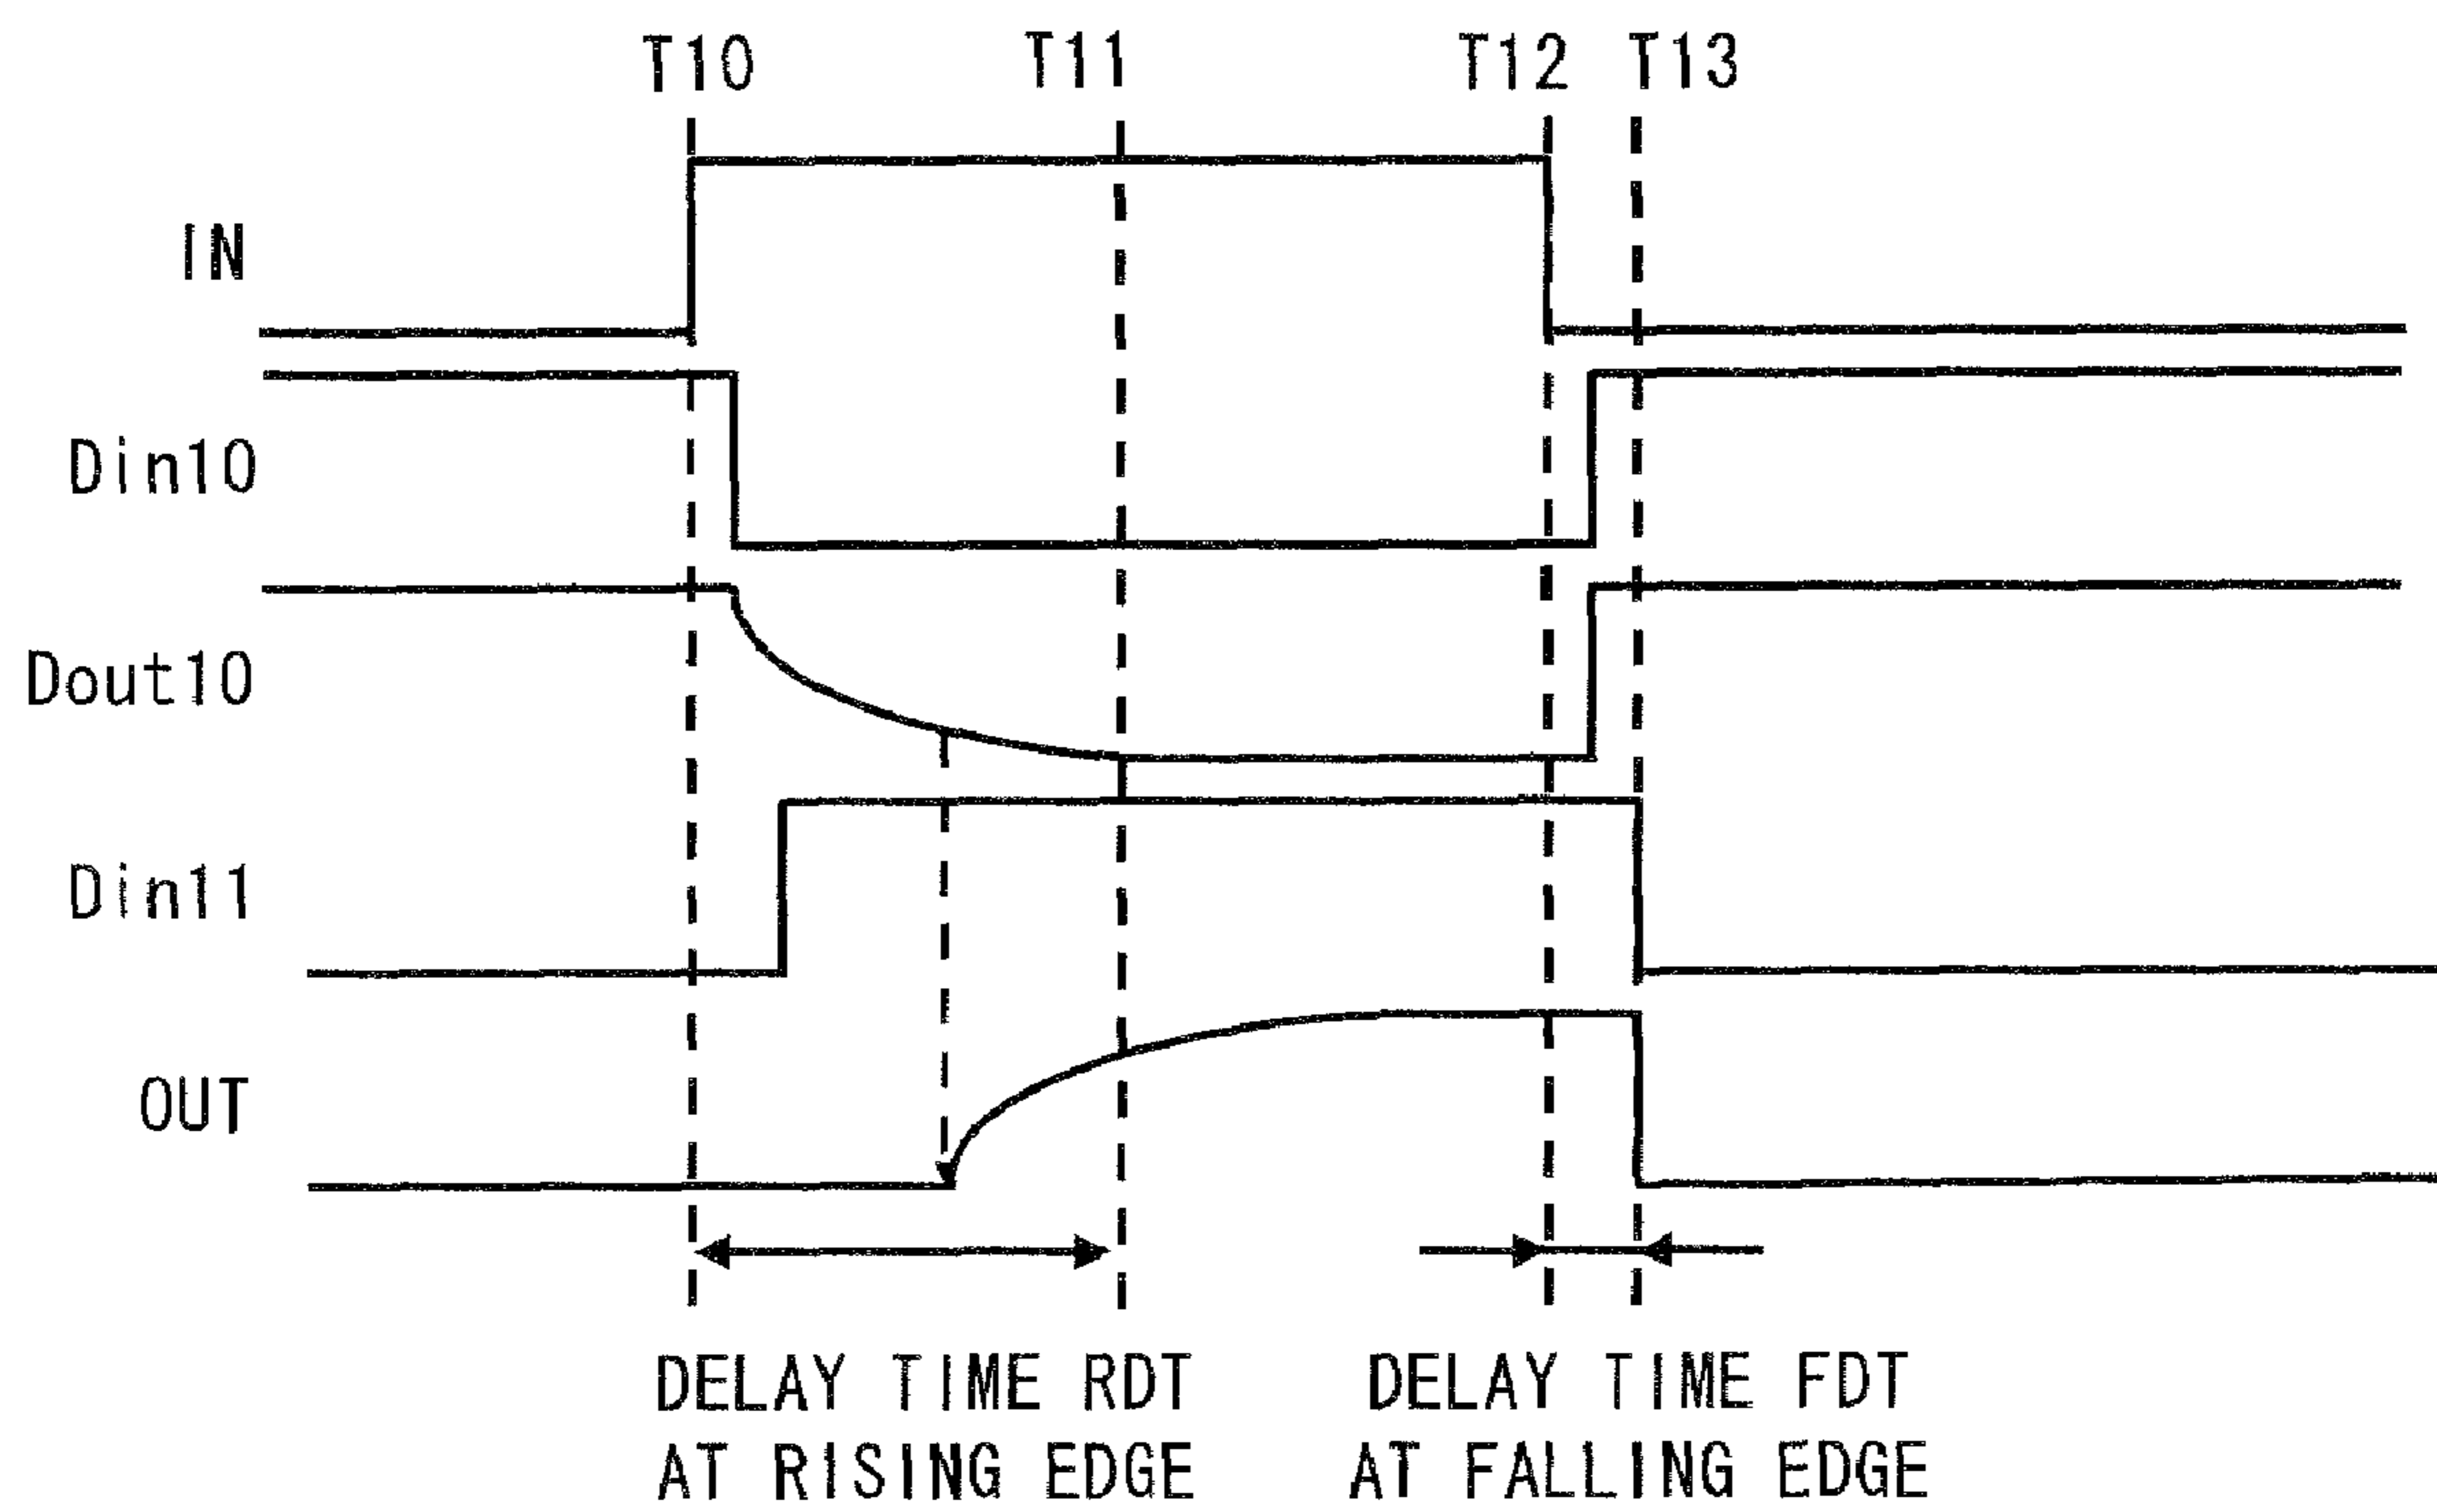 T10 T11 T12 T13
IN
Din10
Dout10
Din11
OUT
DELAY TIME RDT
AT RISING EDGE
DELAY TIME FDT
AT FALLING EDGE